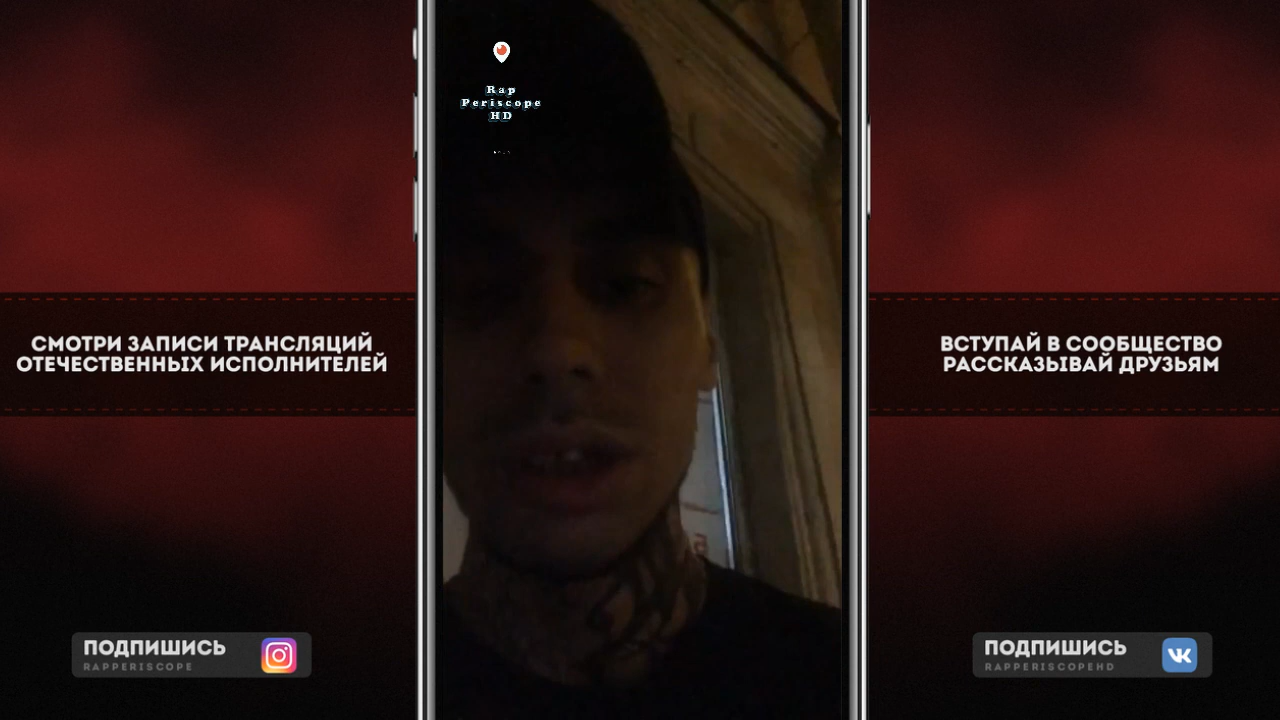 Rap
Periscope
HD
СМОТРИ ЗАПИСИ ТРАНСЛЯЦИЙ
ОТЕЧЕСТВЕННЫХ ИСПОЛНИТЕЛЕЙ
ВСТУПАЙ В СООБЩЕСТВО
РАССКАЗЫВАЙ ДРУЗЬЯМ
ПОДПИШИСЬ
RAPPERISCOPE
ПОДПИШИСЬ
RAPPERISCOPEHD